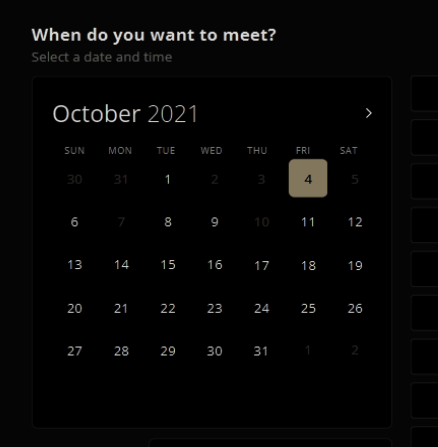 When do you want to meet?
Select a date and time
October 2021
SUN MON TUE WED THU FRI SAT
30 31 1 2 3 4 5
6 7 8 9 10 11 12
13 14 15 16 17 18 19
20 21 22 23 24 25 26
27 28 29 30 31 1 2